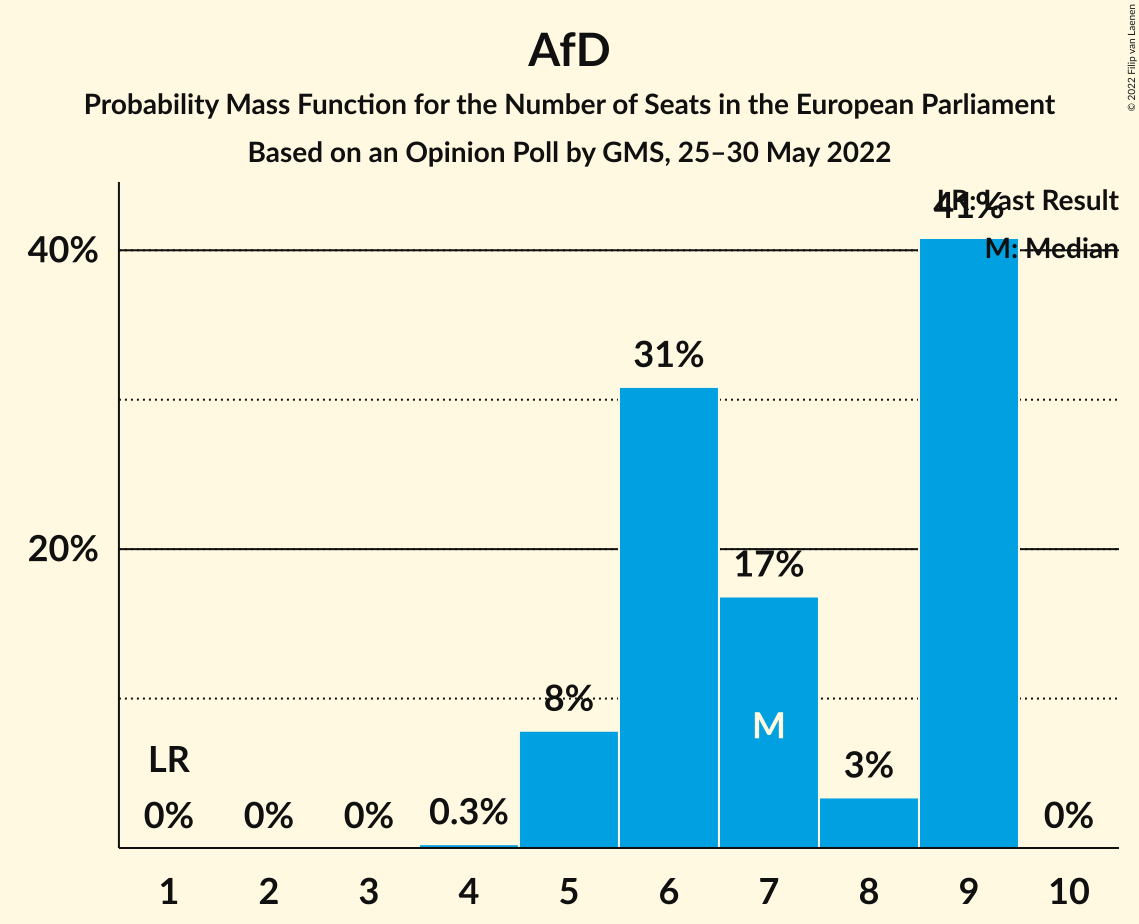 AfD
Probability Mass Function for the Number of Seats in the European Parliament
Based on an Opinion Poll by GMS, 25–30 May 2022
© 2022 Filip van Laenen
LR: Last Result
M: Median
40%
20%
LR
0%
0%
0%
0.3%
8%
31%
17%
M
3%
41%
0%
1 2 3 4 5 6 7 8 9 10